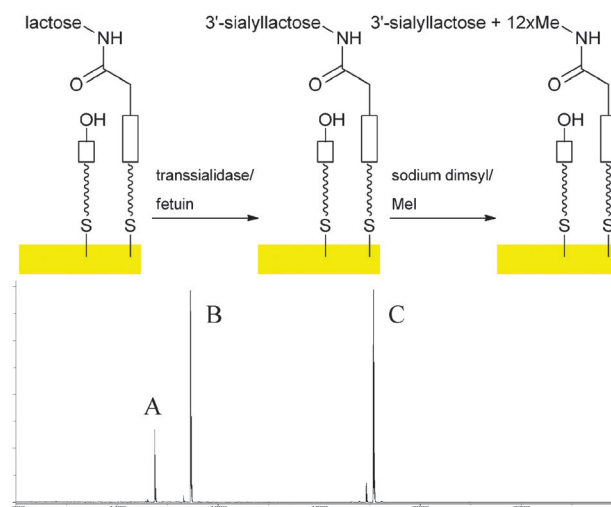 lactose
NH
O
OH
S
S
transsialidase/
fetuin
3'-sialyllactose
NH
O
OH
S
S
sodium dimsyl/
MeI
3'-sialyllactose + 12xMe
NH
O
OH
S
S
A
B
C